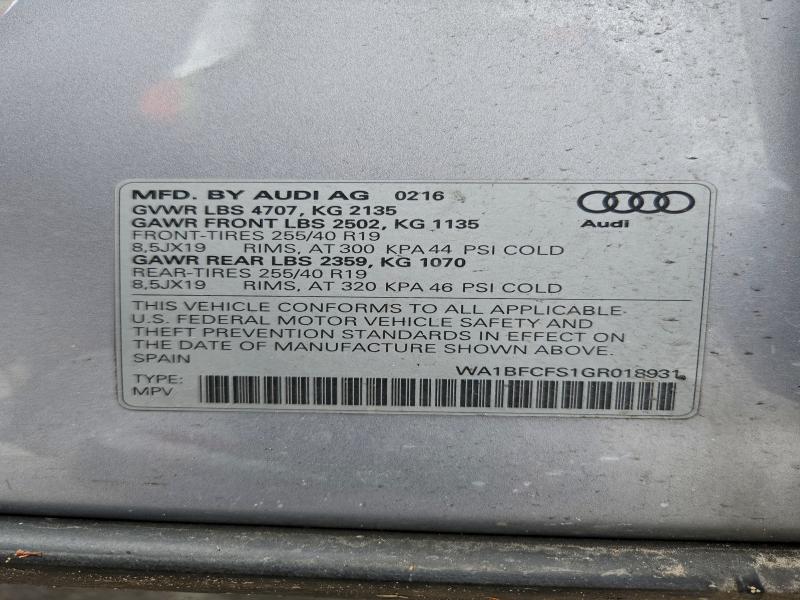 MFD. BY AUDI AG 0216
GVWR LBS 4707, KG 2135
GAWR FRONT LBS 2502, KG 1135
FRONT-TIRES 255/40 R19
8,5JX19 RIMS, AT 300 KPA 44 PSI COLD
GAWR REAR LBS 2359, KG 1070
REAR-TIRES 255/40 R19
8,5JX19 RIMS, AT 320 KPA 46 PSI COLD
Audi
THIS VEHICLE CONFORMS TO ALL APPLICABLE
U.S. FEDERAL MOTOR VEHICLE SAFETY AND
THEFT PREVENTION STANDARDS IN EFFECT ON
THE DATE OF MANUFACTURE SHOWN ABOVE.
SPAIN
WA1BFCFS1GR018931
TYPE:
MPV